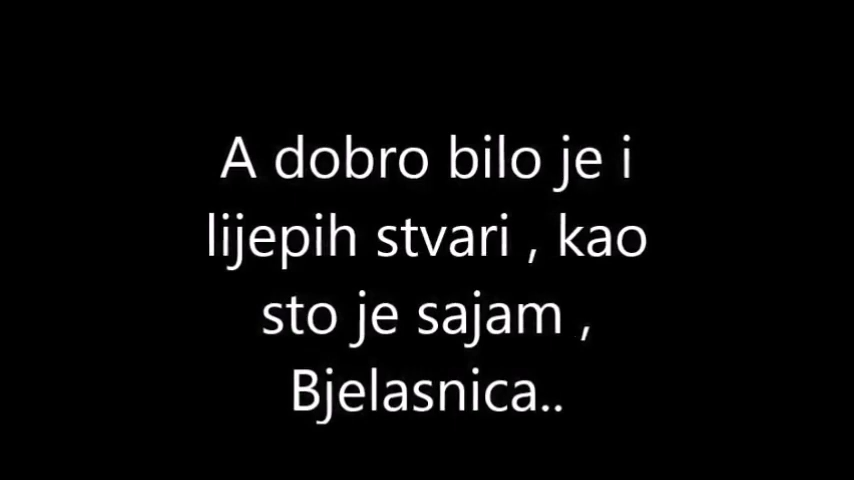 A dobro bilo je i
lijepih stvari , kao
sto je sajam ,
Bjelasnica..